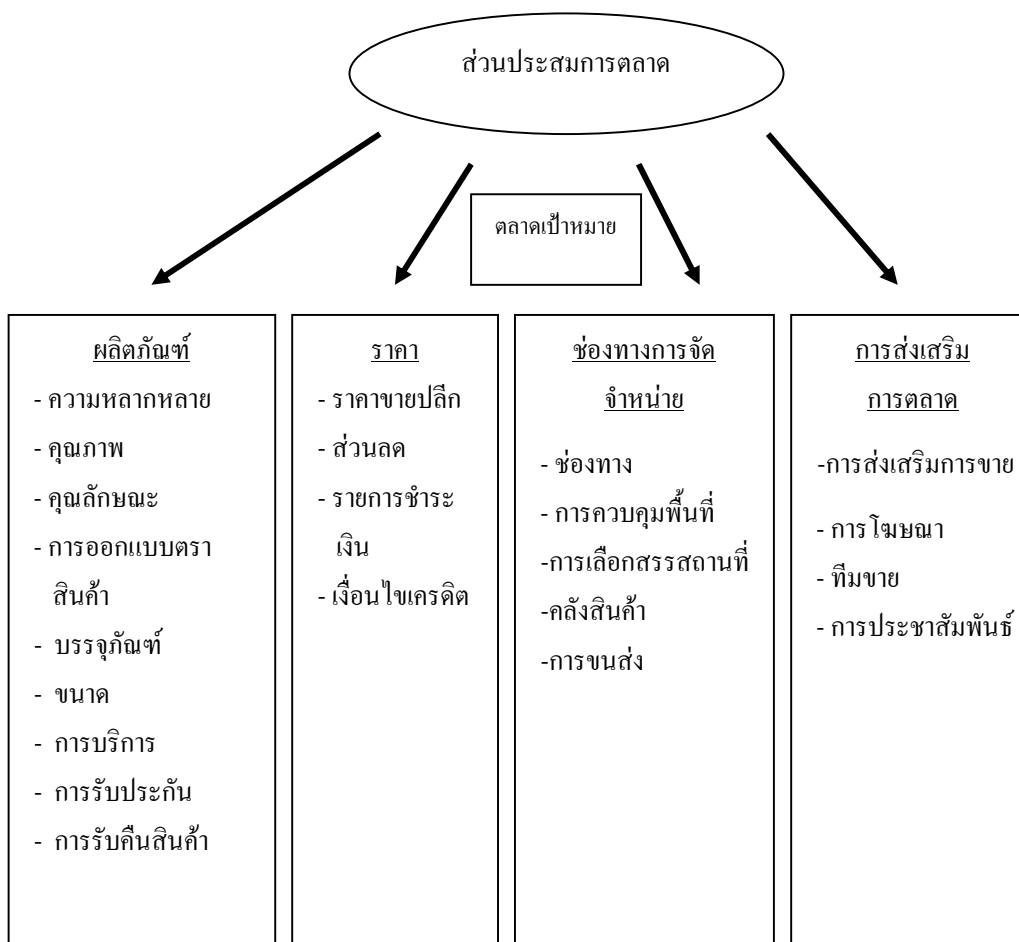 ส่วนประสมการตลาด
ตลาดเป้าหมาย
ผลิตภัณฑ์
- ความหลากหลาย
- คุณภาพ
- คุณลักษณะ
- การออกแบบตรา
สินค้า
- บรรจุภัณฑ์
- ขนาด
- การบริการ
- การรับประกัน
- การรับคืนสินค้า
ราคา
- ราคาขายปลีก
- ส่วนลด
- รายการชำระ
เงิน
- เงื่อนไขเครดิต
ช่องทางการจัด
จำหน่าย
- ช่องทาง
- การควบคุมพื้นที่
-การเลือกสรรสถานที่
-คลังสินค้า
-การขนส่ง
การส่งเสริม
การตลาด
-การส่งเสริมการขาย
- การโฆษณา
- ทีมขาย
- การประชาสัมพันธ์